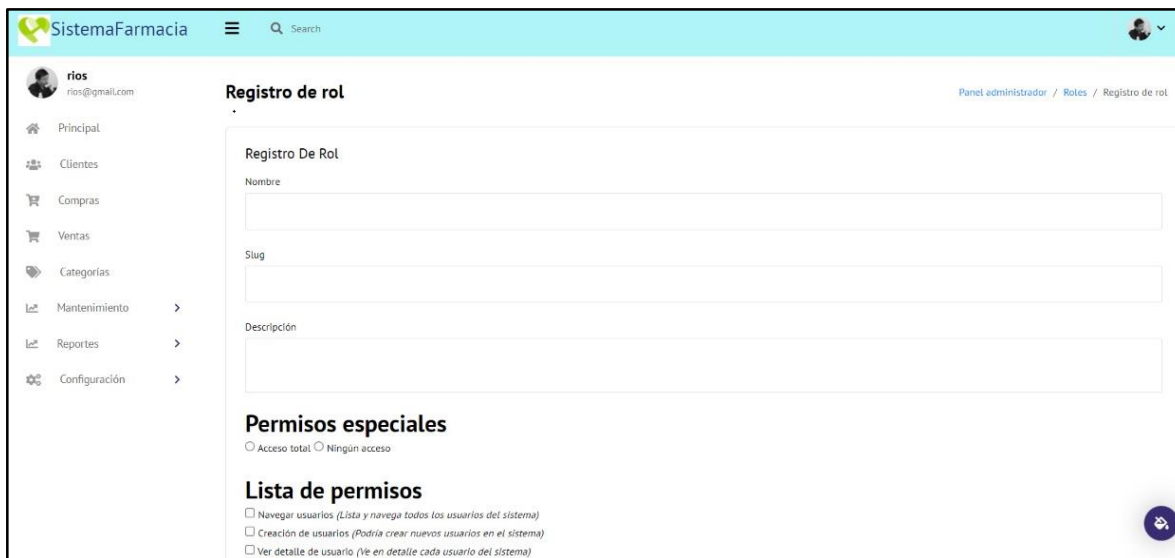 SistemaFarmacia
Search
rios
rios@gmail.com
Principal
Clientes
Compras
Ventas
Categorías
Mantenimiento
Reportes
Configuración
Registro de rol
Panel administrador / Roles / Registro de rol
Registro De Rol
Nombre
Slug
Descripción
Permisos especiales
Acceso total Ningún acceso
Lista de permisos
Navegar usuarios (Lista y navega todos los usuarios del sistema)
Creación de usuarios (Podría crear nuevos usuarios en el sistema)
Ver detalle de usuario (Ve en detalle cada usuario del sistema)